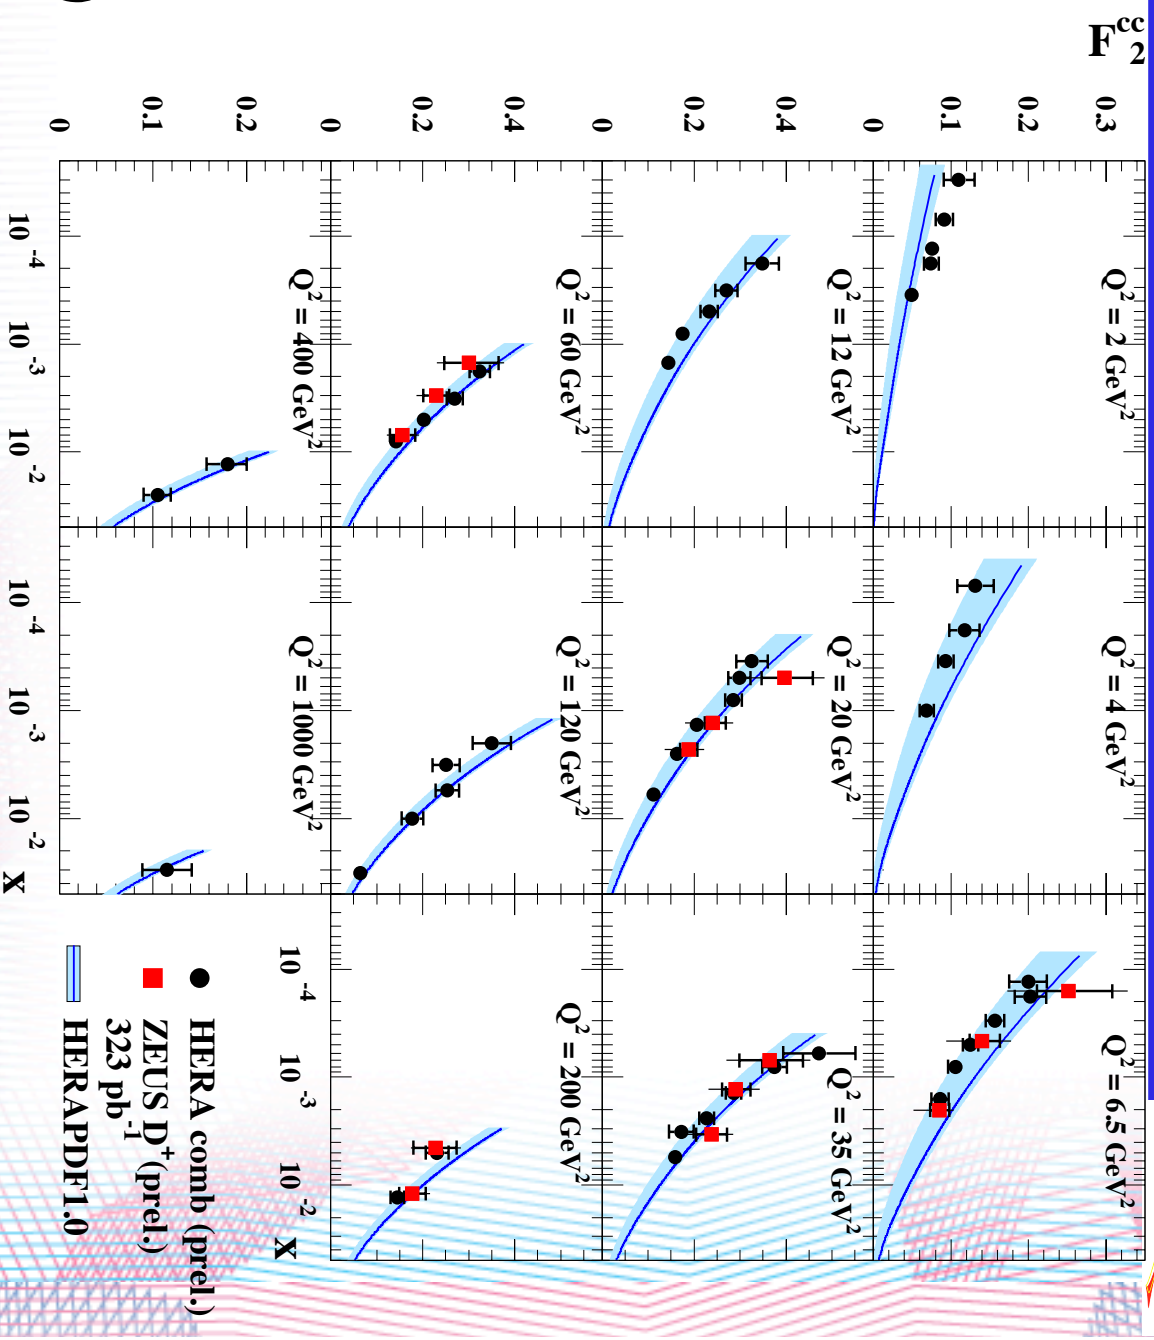 F₂ᶜᶜ
0.3
0.2
0.1
0
Q² = 2 GeV²
Q² = 4 GeV²
Q² = 6.5 GeV²
0.4
0.2
0
Q² = 12 GeV²
Q² = 20 GeV²
Q² = 35 GeV²
0.4
0.2
0
Q² = 60 GeV²
Q² = 120 GeV²
Q² = 200 GeV²
10⁻⁴ 10⁻³ 10⁻² x
0.2
0.1
0
Q² = 400 GeV²
Q² = 1000 GeV²
10⁻⁴ 10⁻³ 10⁻² 10⁻⁴ 10⁻³ 10⁻² x
HERA comb (prel.)
ZEUS D⁺(prel.)
323 pb⁻¹
HERAPDF1.0